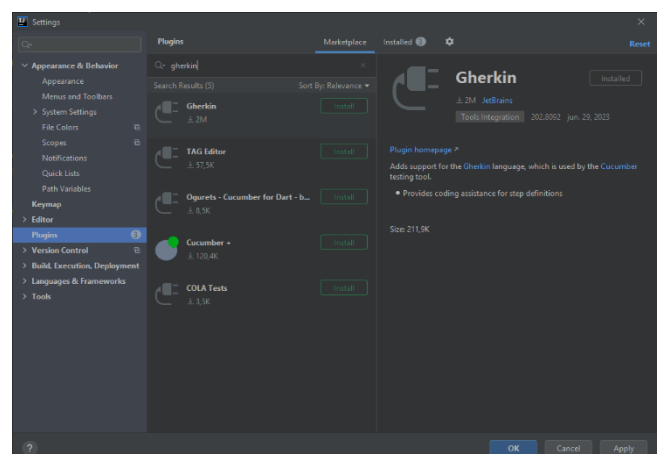 Settings
Plugins
Marketplace
Installed 3
Reset
gherkin
Appearance & Behavior
Appearance
Menus and Toolbars
System Settings
File Colors
Scopes
Notifications
Quick Lists
Path Variables
Keymap
Editor
Plugins 3
Version Control
Build, Execution, Deployment
Languages & Frameworks
Tools
Search Results (5)
Sort By: Relevance
Gherkin
2M
Install
TAG Editor
57,5K
Install
Ogurets - Cucumber for Dart - b...
8,5K
Install
Cucumber +
120,4K
Install
COLA Tests
3,5K
Install
Gherkin
Installed
2M JetBrains
Tools Integration 202.8092 jun. 29, 2023
Plugin homepage
Adds support for the Gherkin language, which is used by the Cucumber
testing tool.
• Provides coding assistance for step definitions
Size: 211,9K
?
OK
Cancel
Apply